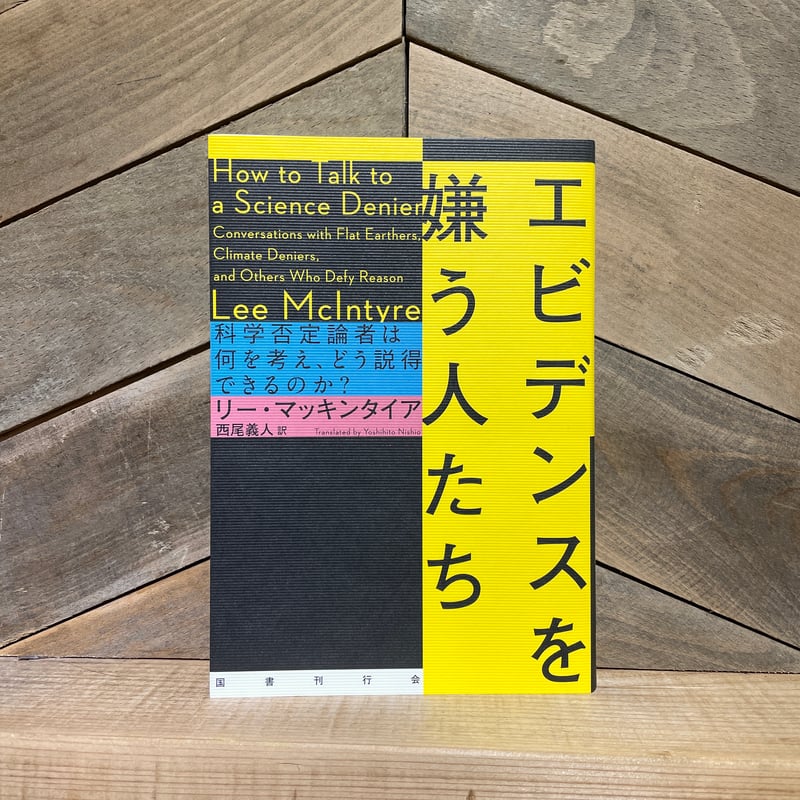 エビデンスを
嫌う人たち
How to Talk to
a Science Denier
Conversations with Flat Earthers,
Climate Deniers,
and Others Who Defy Reason
Lee McIntyre
科学否定論者は
何を考え、どう説得
できるのか?
リー・マッキンタイア
西尾義人 訳 Translated by Yoshihito Nishio
国書刊行会